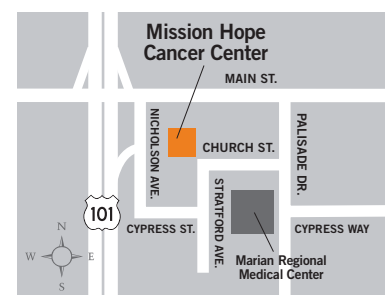 Mission Hope
Cancer Center
MAIN ST.
NICHOLSON AVE.
PALISADE DR.
CHURCH ST.
STRATFORD AVE.
101
CYPRESS ST.
CYPRESS WAY
N
W
E
S
Marian Regional
Medical Center